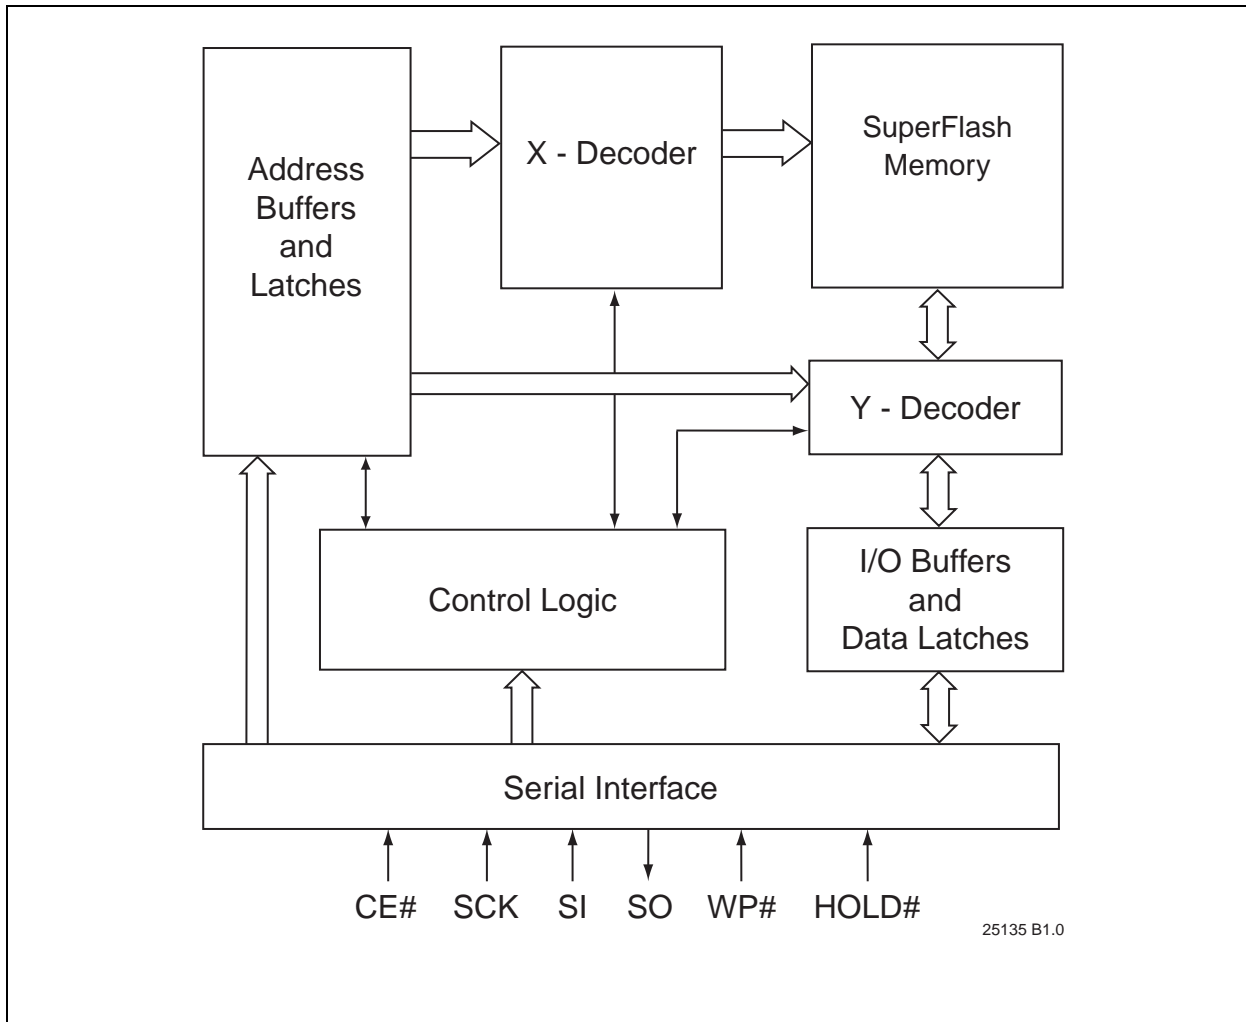 Address
Buffers
and
Latches
X - Decoder
SuperFlash
Memory
Y - Decoder
Control Logic
I/O Buffers
and
Data Latches
Serial Interface
CE# SCK SI SO WP# HOLD#
25135 B1.0